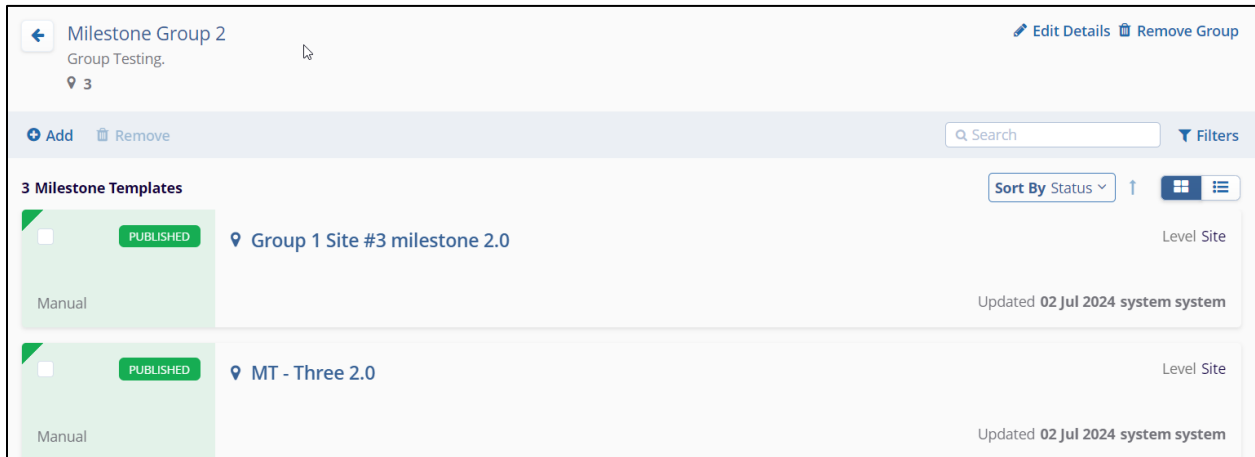 Milestone Group 2
Edit Details Remove Group
Group Testing.
3
Add Remove
Search
Filters
3 Milestone Templates
Sort By Status
PUBLISHED
Group 1 Site #3 milestone 2.0
Level Site
Manual
Updated 02 Jul 2024 system system
PUBLISHED
MT - Three 2.0
Level Site
Manual
Updated 02 Jul 2024 system system